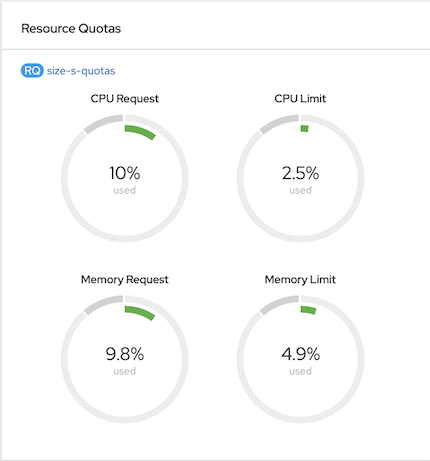 Resource Quotas
RQ size-s-quotas
CPU Request
CPU Limit
10%
used
2.5%
used
Memory Request
Memory Limit
9.8%
used
4.9%
used